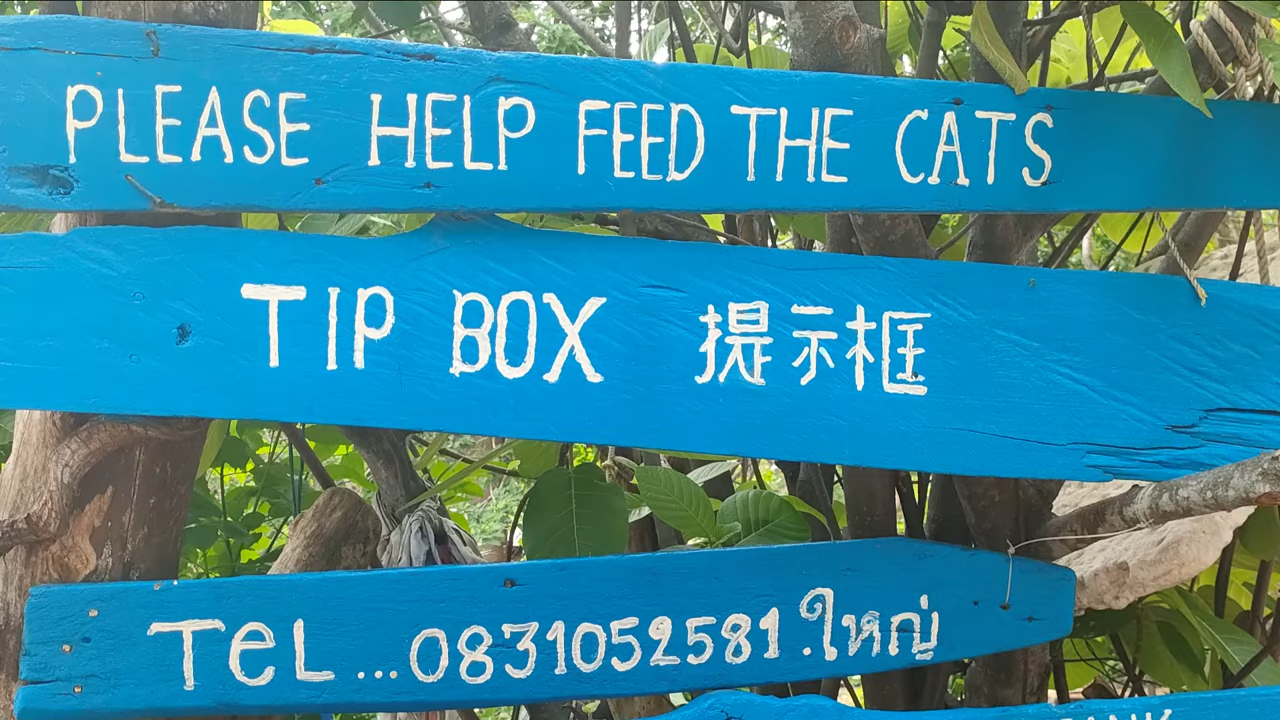 PLEASE HELP FEED THE CATS
TIP BOX 提示框
TeL...0831052581.ใหญ่